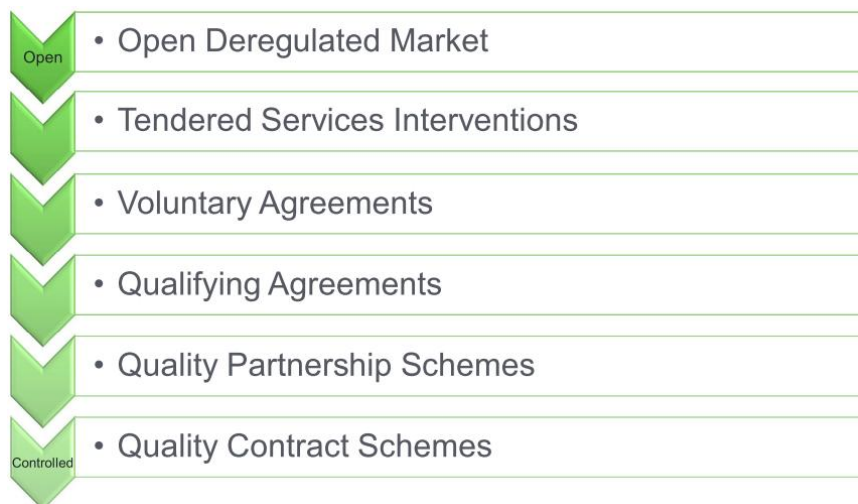 Open
• Open Deregulated Market
• Tendered Services Interventions
• Voluntary Agreements
• Qualifying Agreements
• Quality Partnership Schemes
Controlled
• Quality Contract Schemes